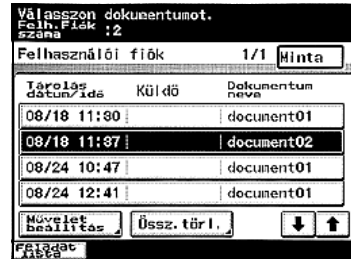 Válasszon dokumentumot.
Felh.Fiók száma :2
Felhasználói fiók 1/1 Minta
Tárolás dátum/idő Küldő Dokumentum neve
08/18 11:30 document01
08/18 11:37 document02
08/24 10:47 document01
08/24 12:41 document01
Művelet beállítás Össz.törl.
Feladat lista